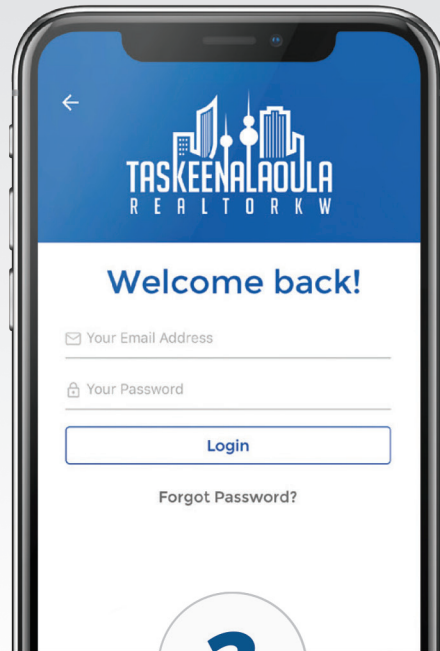 TASKEENALAOULA
REALTORKW
Welcome back!
Your Email Address
Your Password
Login
Forgot Password?